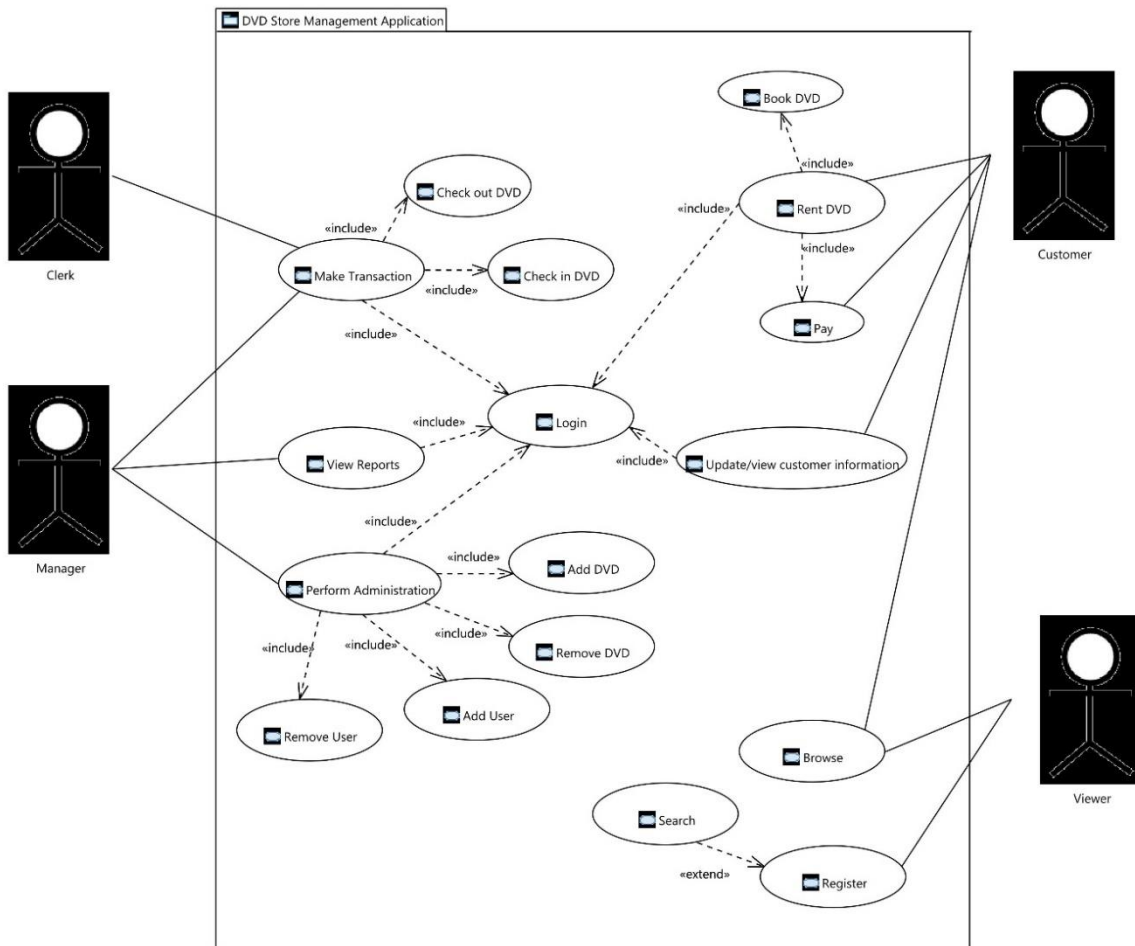 DVD Store Management Application
Book DVD
«include»
Check out DVD
«include»
Rent DVD
«include»
«include»
Clerk
Make Transaction
Check in DVD
«include»
Customer
Pay
«include»
Login
View Reports
«include»
Update/view customer information
«include»
«include»
Manager
Perform Administration
«include»
Add DVD
«include»
«include»
«include»
Remove DVD
Remove User
Add User
Browse
Viewer
Search
«extend»
Register